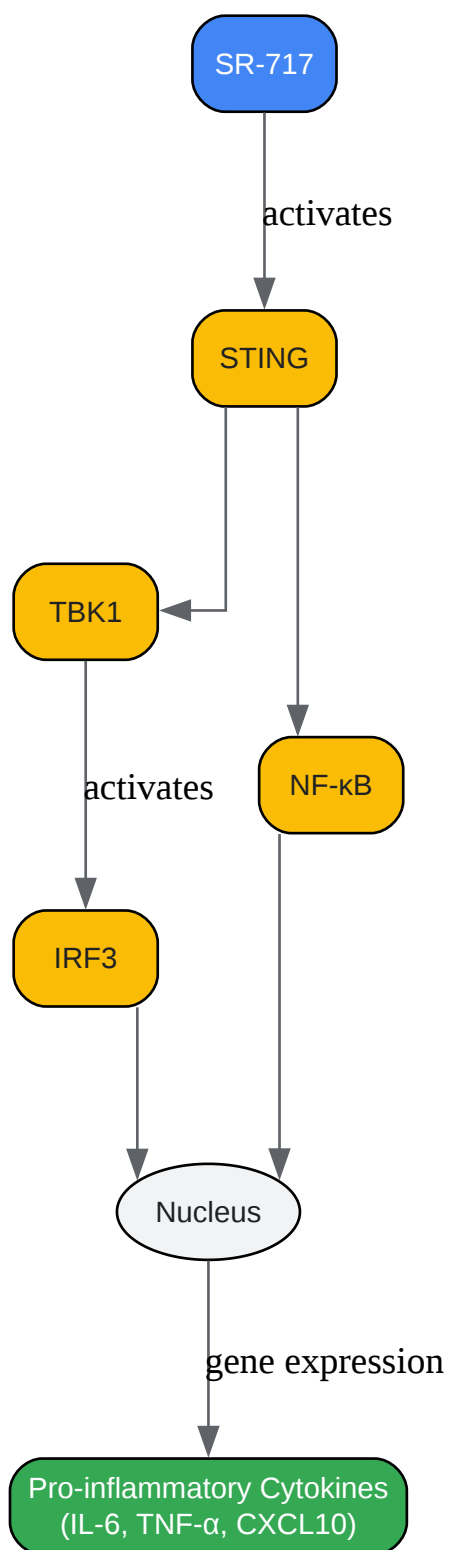 SR-717
activates
STING
TBK1
NF-κB
activates
IRF3
Nucleus
gene expression
Pro-inflammatory Cytokines
(IL-6, TNF-α, CXCL10)